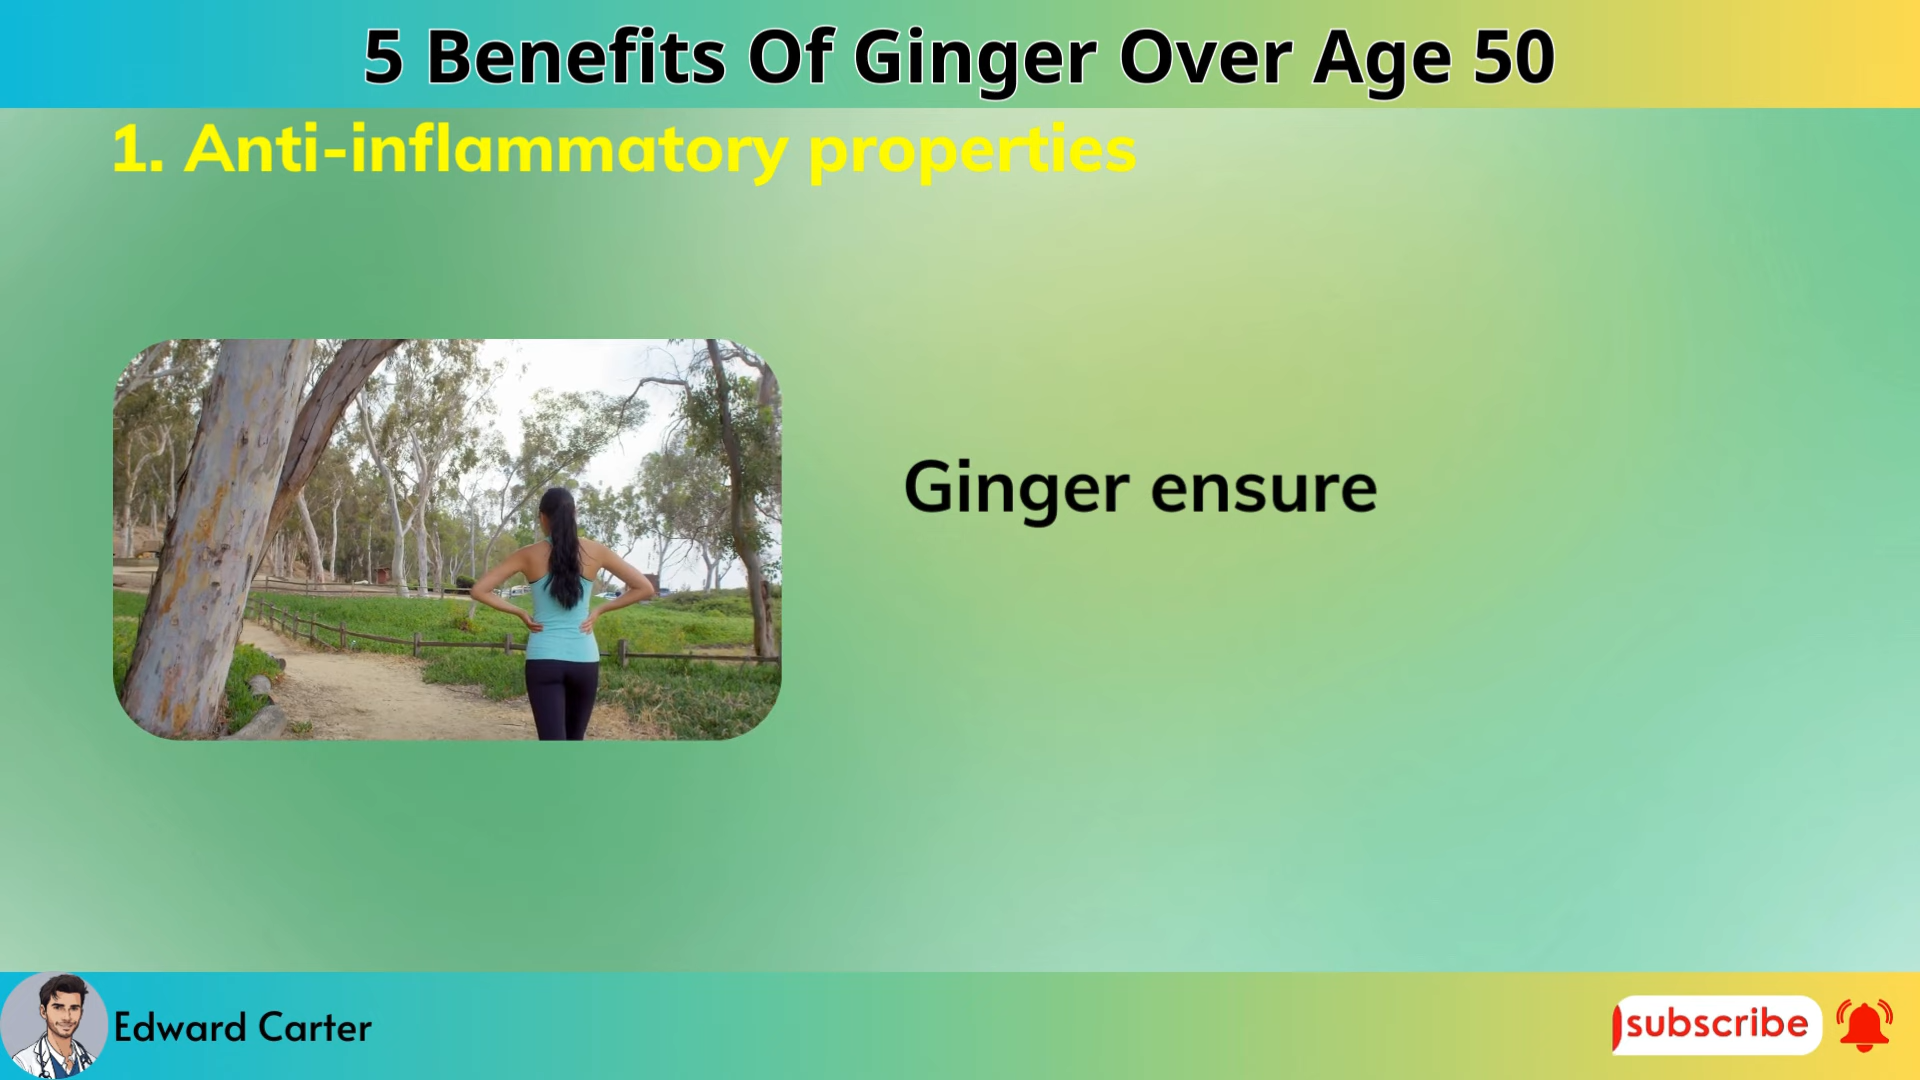 5 Benefits Of Ginger Over Age 50
1. Anti-inflammatory properties
Ginger ensure
Edward Carter
subscribe